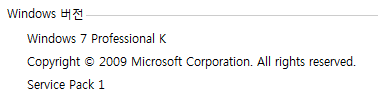 Windows 버전
Windows 7 Professional K
Copyright © 2009 Microsoft Corporation. All rights reserved.
Service Pack 1